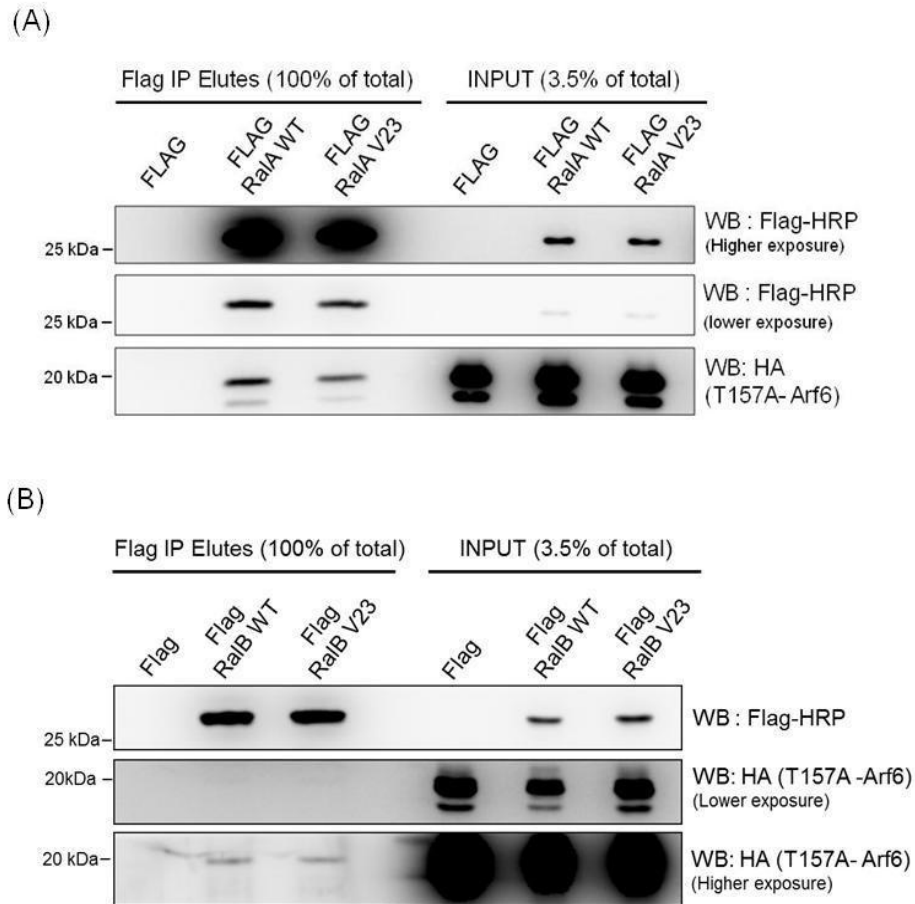 (A)
Flag IP Elutes (100% of total)
INPUT (3.5% of total)
FLAG
FLAG
RalA WT
FLAG
RalA V23
FLAG
FLAG
RalA WT
FLAG
RalA V23
25 kDa
WB : Flag-HRP
(Higher exposure)
25 kDa
WB : Flag-HRP
(lower exposure)
20 kDa
WB: HA
(T157A- Arf6)
(B)
Flag IP Elutes (100% of total)
INPUT (3.5% of total)
Flag
Flag
RalB WT
Flag
RalB V23
Flag
Flag
RalB WT
Flag
RalB V23
25 kDa
WB : Flag-HRP
20kDa
WB: HA (T157A -Arf6)
(Lower exposure)
20 kDa
WB: HA (T157A- Arf6)
(Higher exposure)